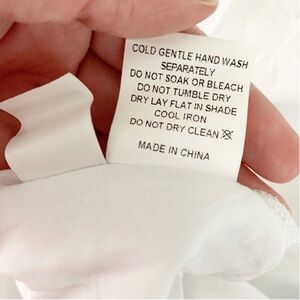 COLD GENTLE HAND WASH
SEPARATELY
DO NOT SOAK OR BLEACH
DO NOT TUMBLE DRY
DRY LAY FLAT IN SHADE
COOL IRON
DO NOT DRY CLEAN
MADE IN CHINA